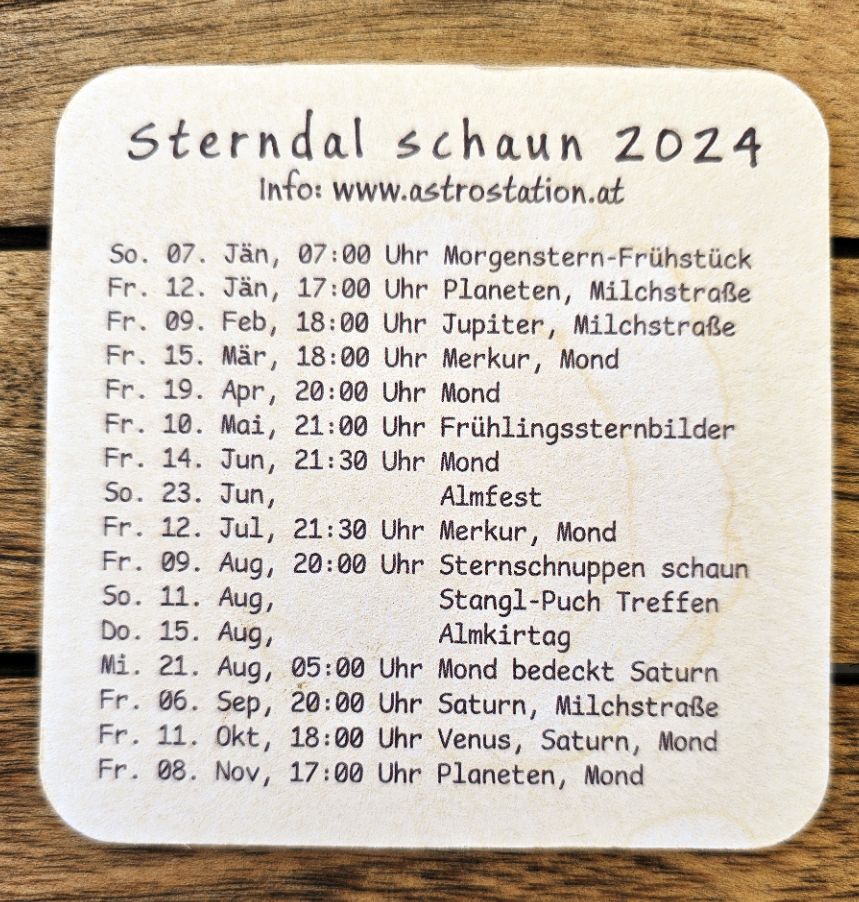 Sterndal schaun 2024
Info: www.astrostation.at
So. 07. Jän, 07:00 Uhr Morgenstern-Frühstück
Fr. 12. Jän, 17:00 Uhr Planeten, Milchstraße
Fr. 09. Feb, 18:00 Uhr Jupiter, Milchstraße
Fr. 15. Mär, 18:00 Uhr Merkur, Mond
Fr. 19. Apr, 20:00 Uhr Mond
Fr. 10. Mai, 21:00 Uhr Frühlingssternbilder
Fr. 14. Jun, 21:30 Uhr Mond
So. 23. Jun, Almfest
Fr. 12. Jul, 21:30 Uhr Merkur, Mond
Fr. 09. Aug, 20:00 Uhr Sternschnuppen schaun
So. 11. Aug, Stangl-Puch Treffen
Do. 15. Aug, Almkirtag
Mi. 21. Aug, 05:00 Uhr Mond bedeckt Saturn
Fr. 06. Sep, 20:00 Uhr Saturn, Milchstraße
Fr. 11. Okt, 18:00 Uhr Venus, Saturn, Mond
Fr. 08. Nov, 17:00 Uhr Planeten, Mond